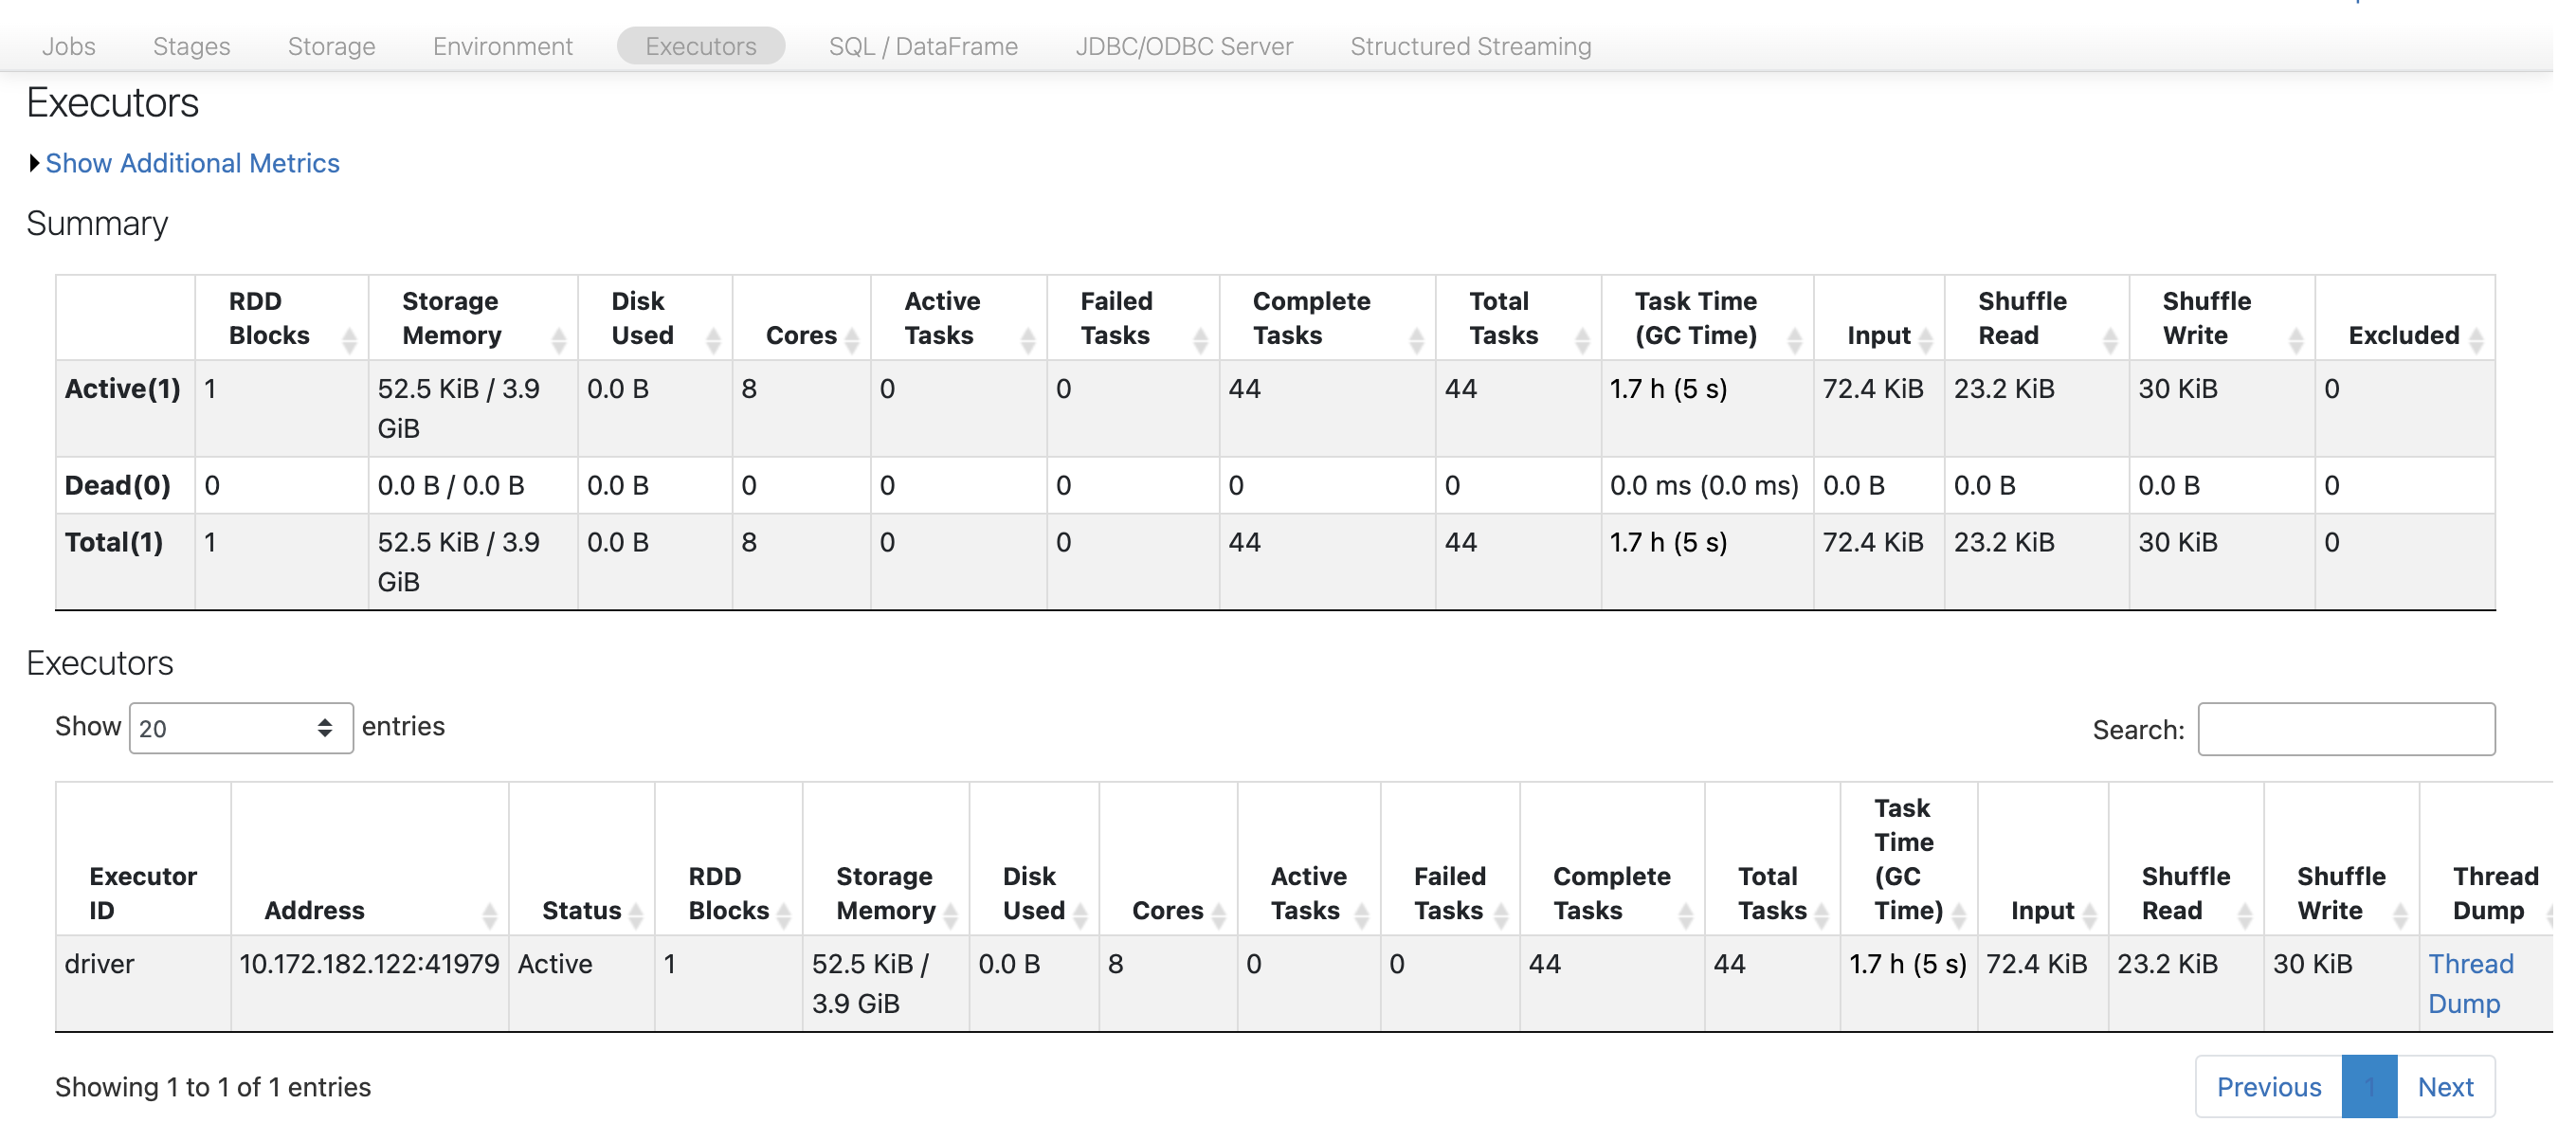 Jobs Stages Storage Environment Executors SQL / DataFrame JDBC/ODBC Server Structured Streaming
Executors
Show Additional Metrics
Summary
RDD Blocks Storage Memory Disk Used Cores Active Tasks Failed Tasks Complete Tasks Total Tasks Task Time (GC Time) Input Shuffle Read Shuffle Write Excluded
Active(1) 1 52.5 KiB / 3.9 GiB 0.0 B 8 0 0 44 44 1.7 h (5 s) 72.4 KiB 23.2 KiB 30 KiB 0
Dead(0) 0 0.0 B / 0.0 B 0.0 B 0 0 0 0 0 0.0 ms (0.0 ms) 0.0 B 0.0 B 0.0 B 0
Total(1) 1 52.5 KiB / 3.9 GiB 0.0 B 8 0 0 44 44 1.7 h (5 s) 72.4 KiB 23.2 KiB 30 KiB 0
Executors
Show 20 entries Search:
Executor ID Address Status RDD Blocks Storage Memory Disk Used Cores Active Tasks Failed Tasks Complete Tasks Total Tasks Task Time (GC Time) Input Shuffle Read Shuffle Write Thread Dump
driver 10.172.182.122:41979 Active 1 52.5 KiB / 3.9 GiB 0.0 B 8 0 0 44 44 1.7 h (5 s) 72.4 KiB 23.2 KiB 30 KiB Thread Dump
Showing 1 to 1 of 1 entries Previous 1 Next